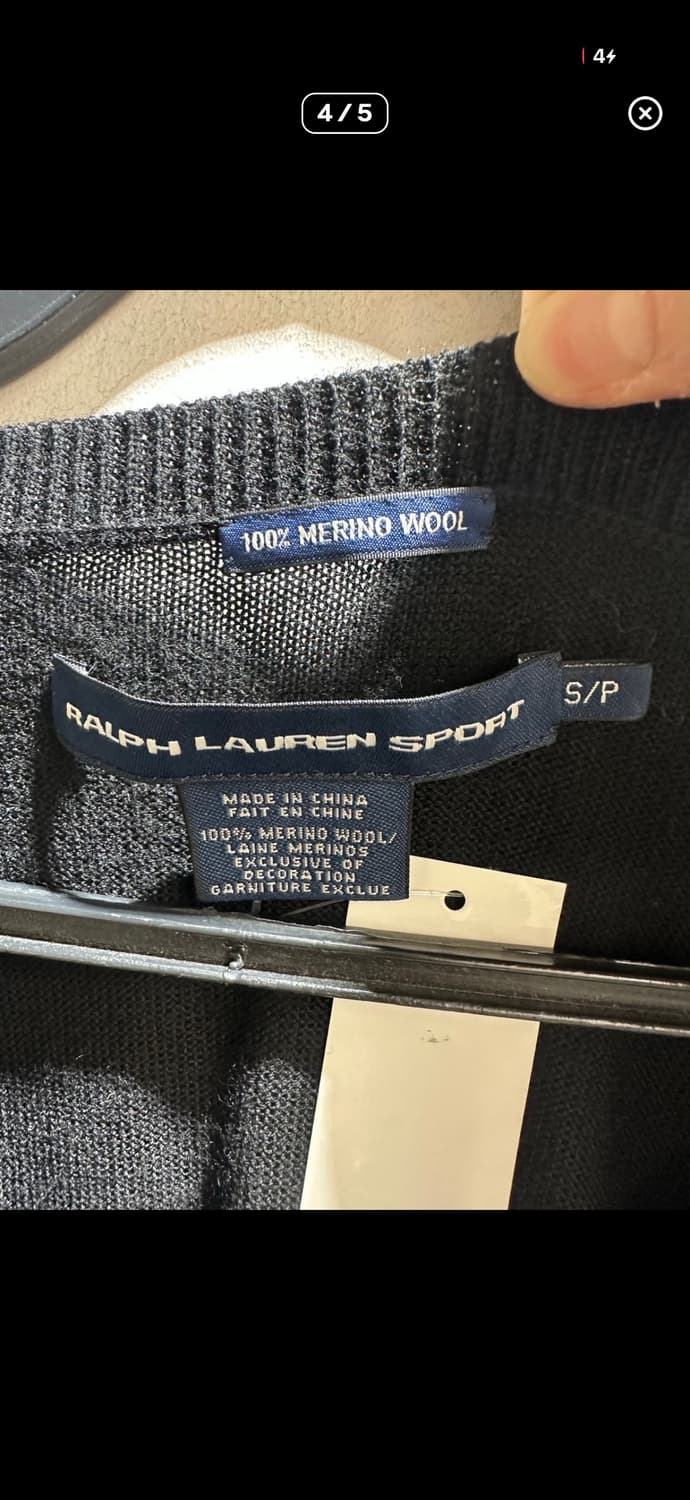 4
4/5
100% MERINO WOOL
RALPH LAUREN SPORT
S/P
MADE IN CHINA
FAIT EN CHINE
100% MERINO WOOL/
LAINE MERINOS
EXCLUSIVE OF
DECORATION
GARNITURE EXCLUE